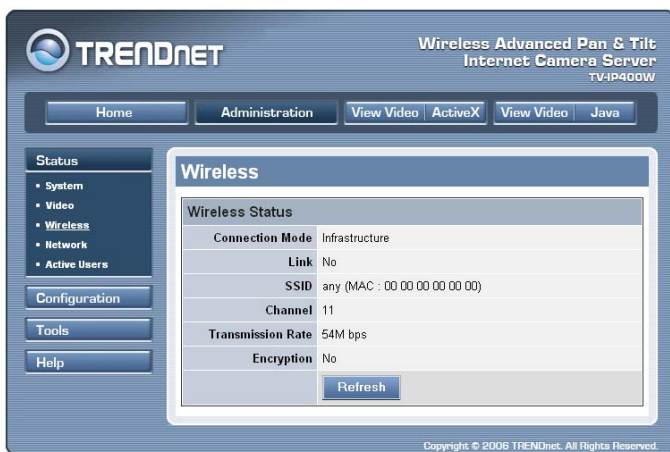 TRENDNET
Wireless Advanced Pan & Tilt
Internet Camera Server
TV-IP400W
Home
Administration
View Video ActiveX
View Video Java
Status
• System
• Video
• Wireless
• Network
• Active Users
Configuration
Tools
Help
Wireless
Wireless Status
Connection Mode Infrastructure
Link No
SSID any (MAC : 00 00 00 00 00 00)
Channel 11
Transmission Rate 54M bps
Encryption No
Refresh
Copyright © 2006 TRENDnet. All Rights Reserved.